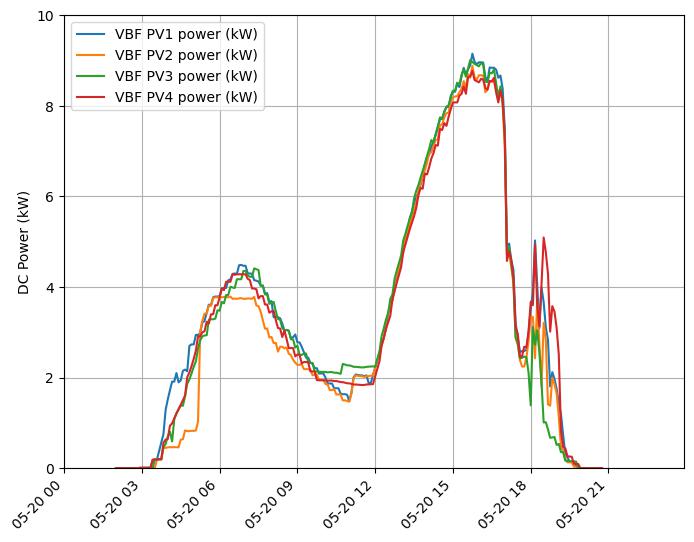 VBF PV1 power (kW)
VBF PV2 power (kW)
VBF PV3 power (kW)
VBF PV4 power (kW)
DC Power (kW)
10
8
6
4
2
0
05-20 00
05-20 03
05-20 06
05-20 09
05-20 12
05-20 15
05-20 18
05-20 21